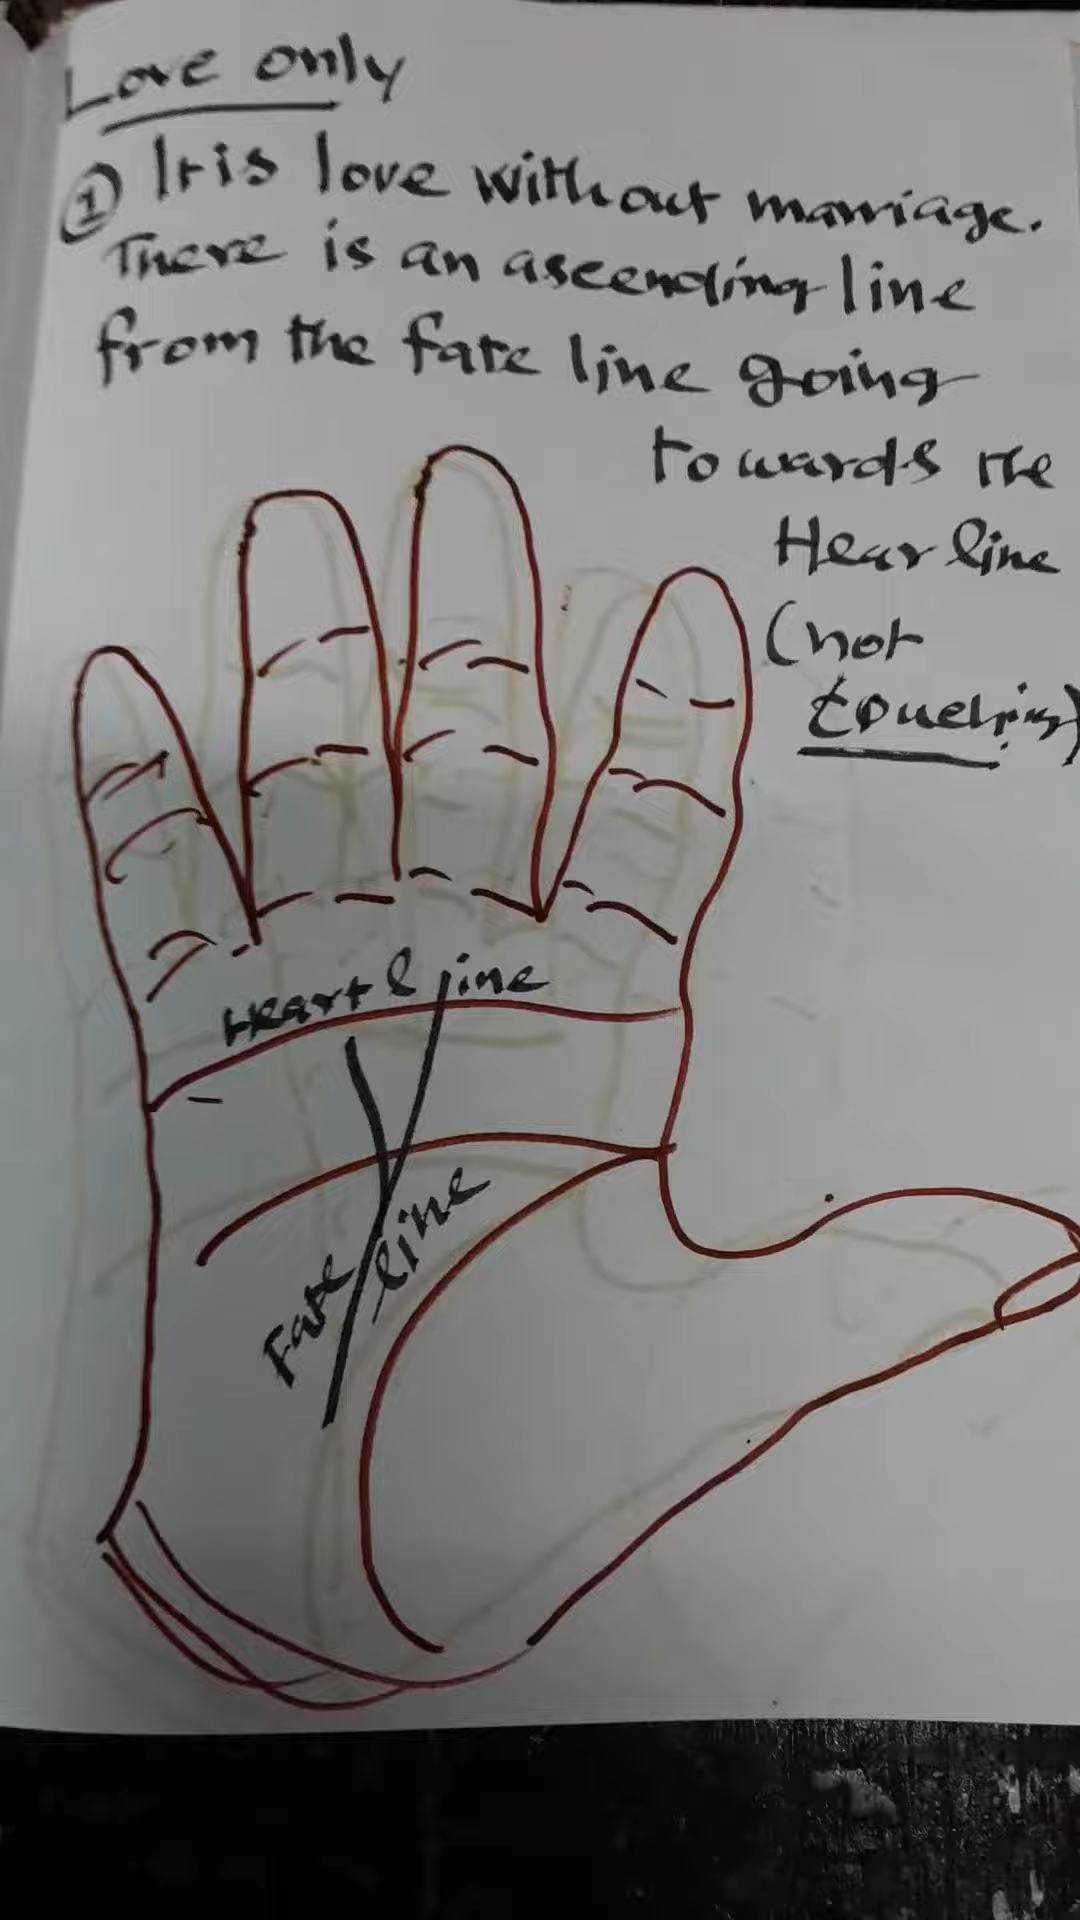 Love only
① It is love without marriage.
There is an ascending line
from the fate line going
towards the
Hear line
(not
touching)
Heart line
Fate line